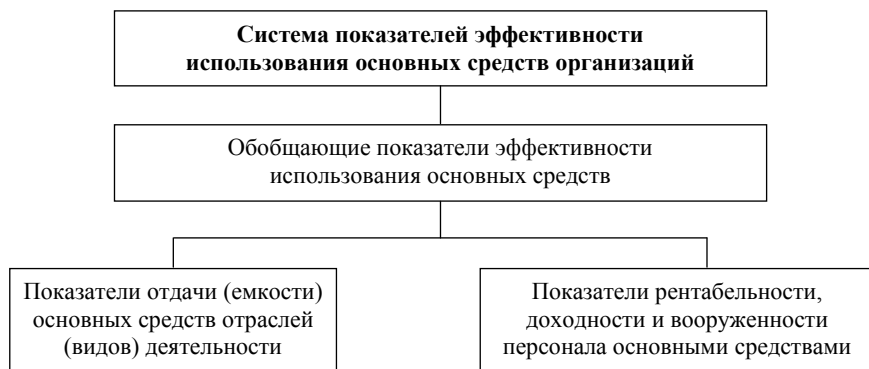 Система показателей эффективности
использования основных средств организаций
Обобщающие показатели эффективности
использования основных средств
Показатели отдачи (емкости)
основных средств отраслей
(видов) деятельности
Показатели рентабельности,
доходности и вооруженности
персонала основными средствами